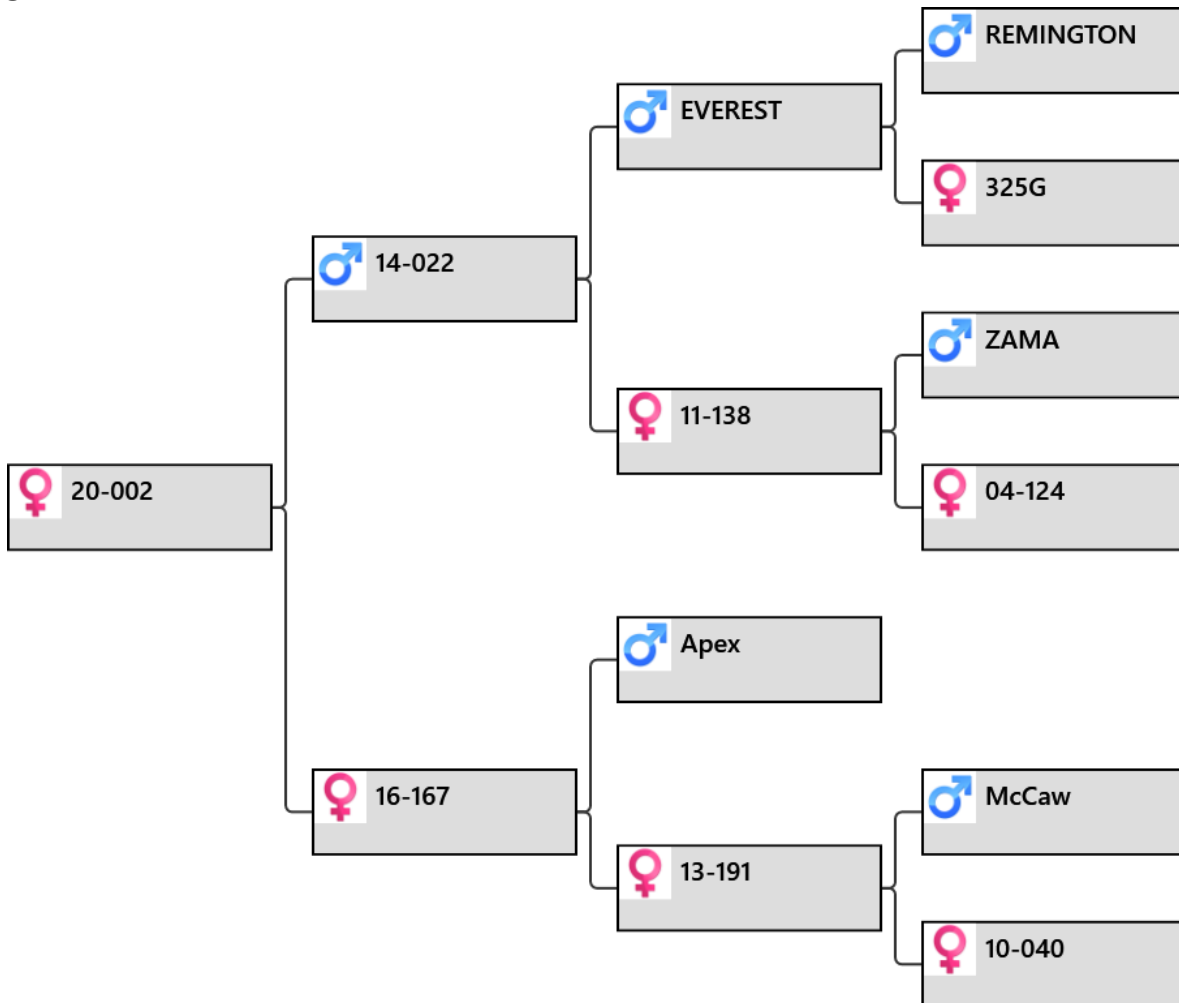 REMINGTON
EVEREST
325G
14-022
ZAMA
11-138
20-002
04-124
Apex
16-167
McCaw
13-191
10-040